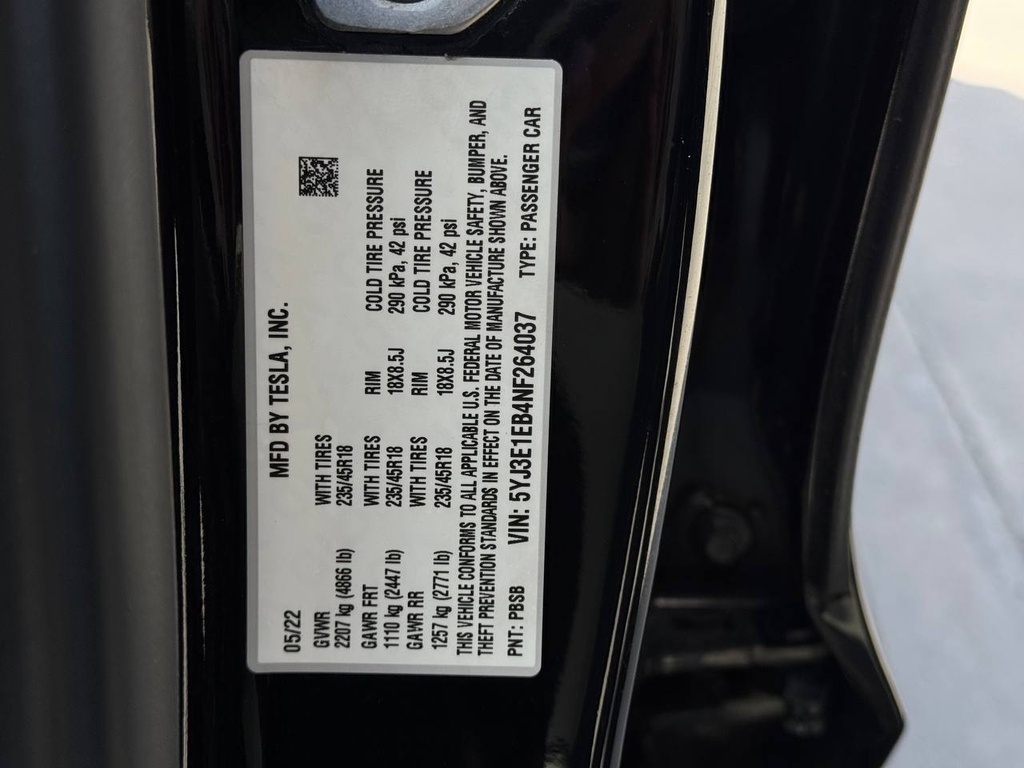 MFD BY TESLA, INC.
05/22
GVWR WITH TIRES
2207 kg (4866 lb) 235/45R18
GAWR FRT WITH TIRES RIM COLD TIRE PRESSURE
1110 kg (2447 lb) 235/45R18 18X8.5J 290 kPa, 42 psi
GAWR RR WITH TIRES RIM COLD TIRE PRESSURE
1257 kg (2771 lb) 235/45R18 18X8.5J 290 kPa, 42 psi
THIS VEHICLE CONFORMS TO ALL APPLICABLE U.S. FEDERAL MOTOR VEHICLE SAFETY, BUMPER, AND
THEFT PREVENTION STANDARDS IN EFFECT ON THE DATE OF MANUFACTURE SHOWN ABOVE.
PNT: PBSB VIN: 5YJ3E1EB4NF264037 TYPE: PASSENGER CAR